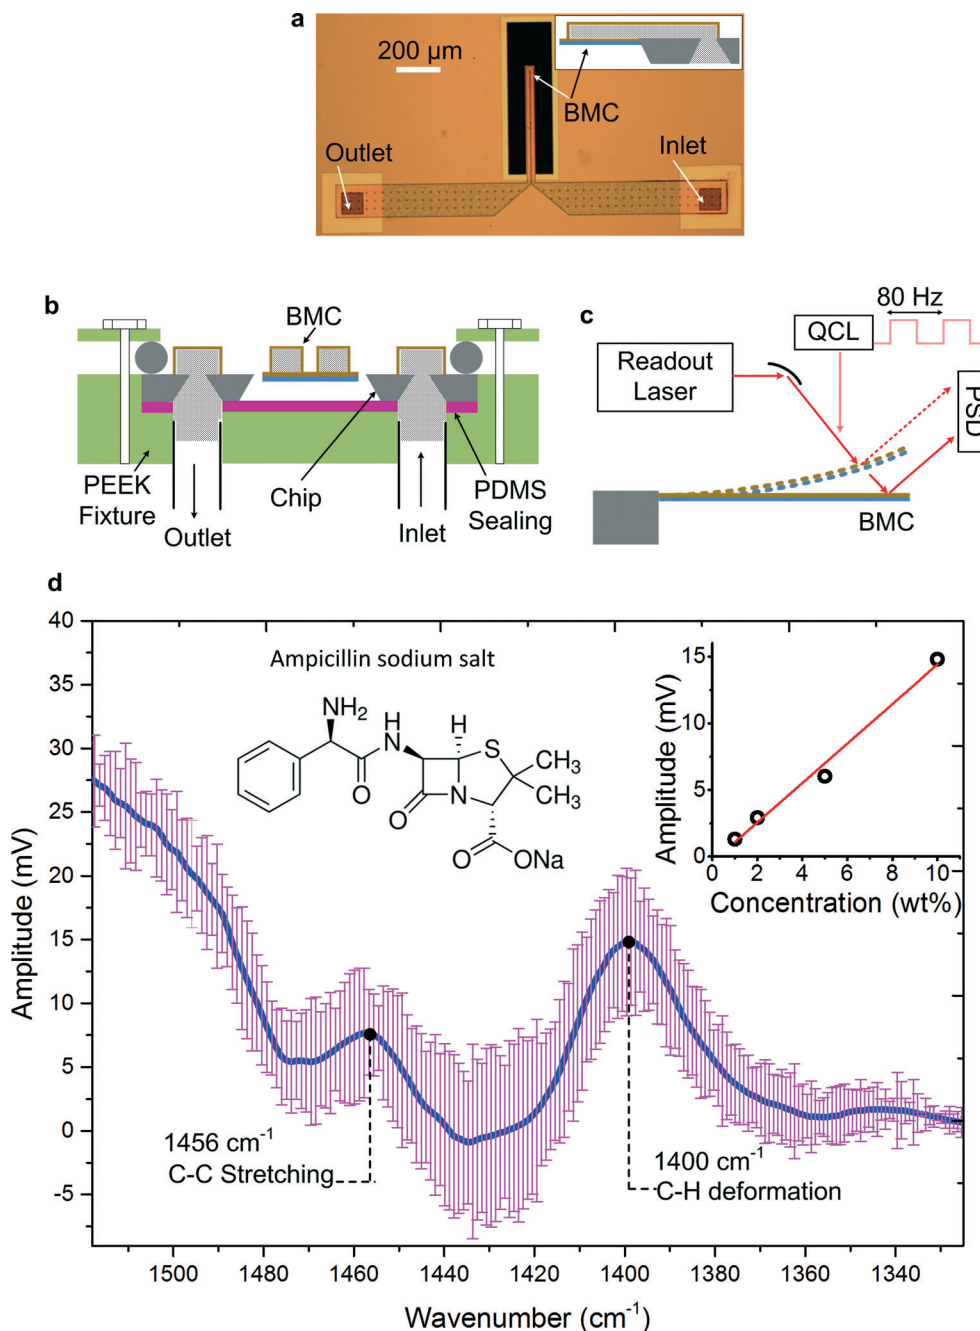 a
200 µm
BMC
Outlet
Inlet
b
BMC
PEEK
Fixture
Outlet
Chip
Inlet
PDMS
Sealing
c
80 Hz
QCL
Readout
Laser
PSD
BMC
d
Ampicillin sodium salt
NH₂
H
N
H
S
CH₃
CH₃
O
N
O
O
ONa
Amplitude (mV)
40
35
30
25
20
15
10
5
0
-5
1456 cm⁻¹
C-C Stretching
1400 cm⁻¹
C-H deformation
1500
1480
1460
1440
1420
1400
1380
1360
1340
Wavenumber (cm⁻¹)
Amplitude (mV)
15
10
5
0
0
2
4
6
8
10
Concentration (wt%)